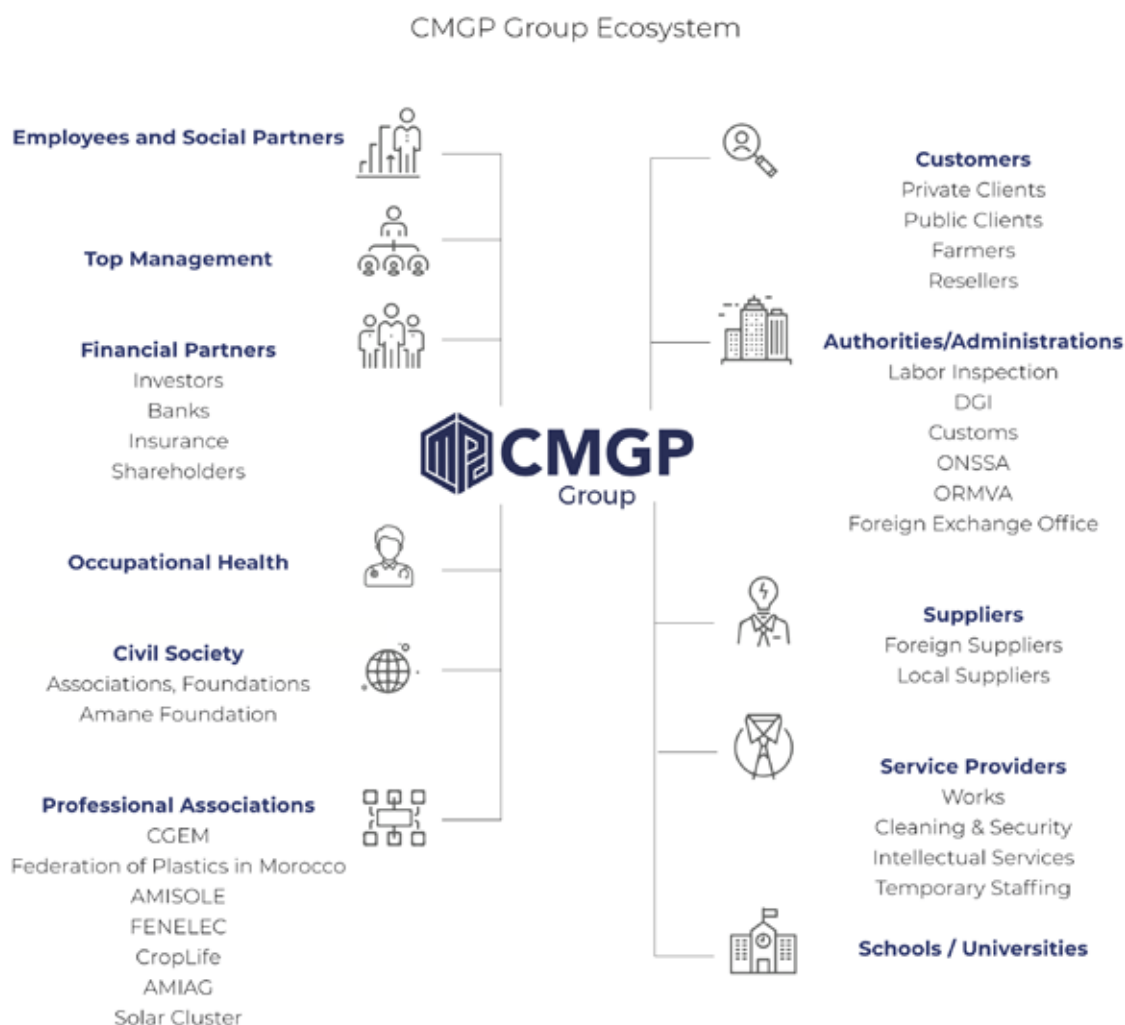 CMGP Group Ecosystem
Employees and Social Partners
Top Management
Financial Partners
Investors
Banks
Insurance
Shareholders
Occupational Health
Civil Society
Associations, Foundations
Amane Foundation
Professional Associations
CGEM
Federation of Plastics in Morocco
AMISOLE
FENELEC
CropLife
AMIAG
Solar Cluster
CMGP
Group
Customers
Private Clients
Public Clients
Farmers
Resellers
Authorities/Administrations
Labor Inspection
DGI
Customs
ONSSA
ORMVA
Foreign Exchange Office
Suppliers
Foreign Suppliers
Local Suppliers
Service Providers
Works
Cleaning & Security
Intellectual Services
Temporary Staffing
Schools / Universities